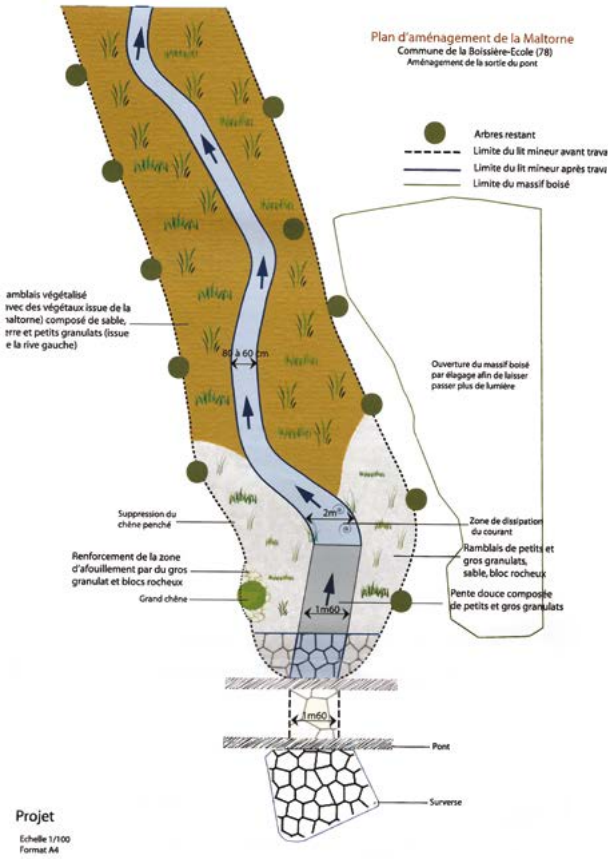 Plan d'aménagement de la Maltorne
Commune de la Boissière-Ecole (78)
Aménagement de la sortie du pont
Arbres restant
Limite du lit mineur avant trava
Limite du lit mineur après trava
Limite du massif boisé
amblais végétalisé
avec des végétaux issue de la
naltorne) composé de sable,
erre et petits granulats (issue
e la rive gauche)
80 à 60 cm
Ouverture du massif boisé
par élagage afin de laisser
passer plus de lumière
Suppression du
chêne penché
2m
Zone de dissipation
du courant
Renforcement de la zone
d'afouillement par du gros
granulat et blocs rocheux
Ramblais de petits et
gros granulats,
sable, bloc rocheux
Grand chêne
1m60
Pente douce composée
de petits et gros granulats
1m60
Pont
Surverse
Projet
Echelle 1/100
Format A4